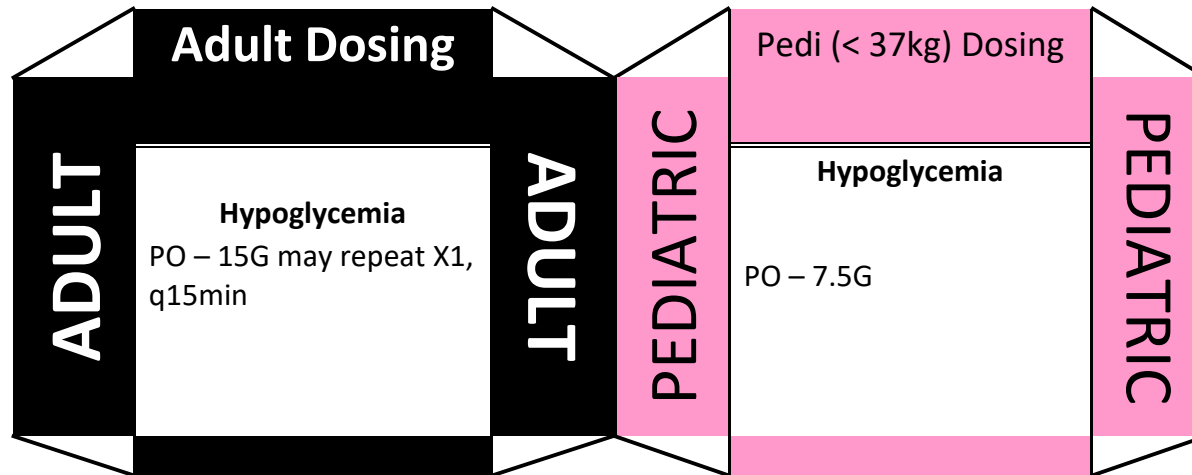 Adult Dosing
ADULT
Hypoglycemia
PO – 15G may repeat X1,
q15min
ADULT
Pedi (< 37kg) Dosing
PEDIATRIC
Hypoglycemia
PO – 7.5G
PEDIATRIC